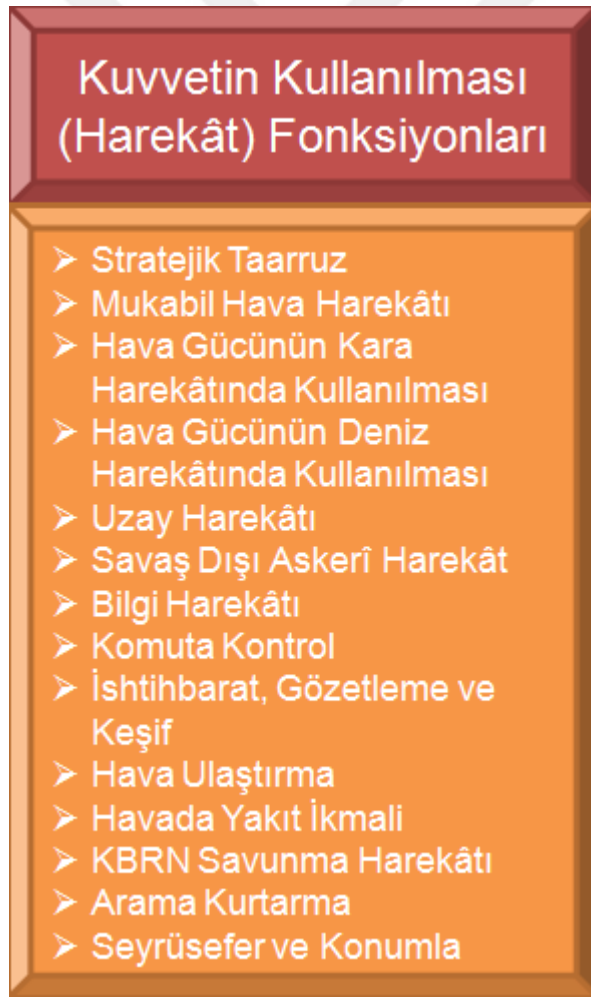 Kuvvetin Kullanılması
(Harekât) Fonksiyonları
➢ Stratejik Taarruz
➢ Mukabil Hava Harekâtı
➢ Hava Gücünün Kara
Harekâtında Kullanılması
➢ Hava Gücünün Deniz
Harekâtında Kullanılması
➢ Uzay Harekâtı
➢ Savaş Dışı Askerî Harekât
➢ Bilgi Harekâtı
➢ Komuta Kontrol
➢ İshtihbarat, Gözetleme ve
Keşif
➢ Hava Ulaştırma
➢ Havada Yakıt İkmali
➢ KBRN Savunma Harekâtı
➢ Arama Kurtarma
➢ Seyrüsefer ve Konumla